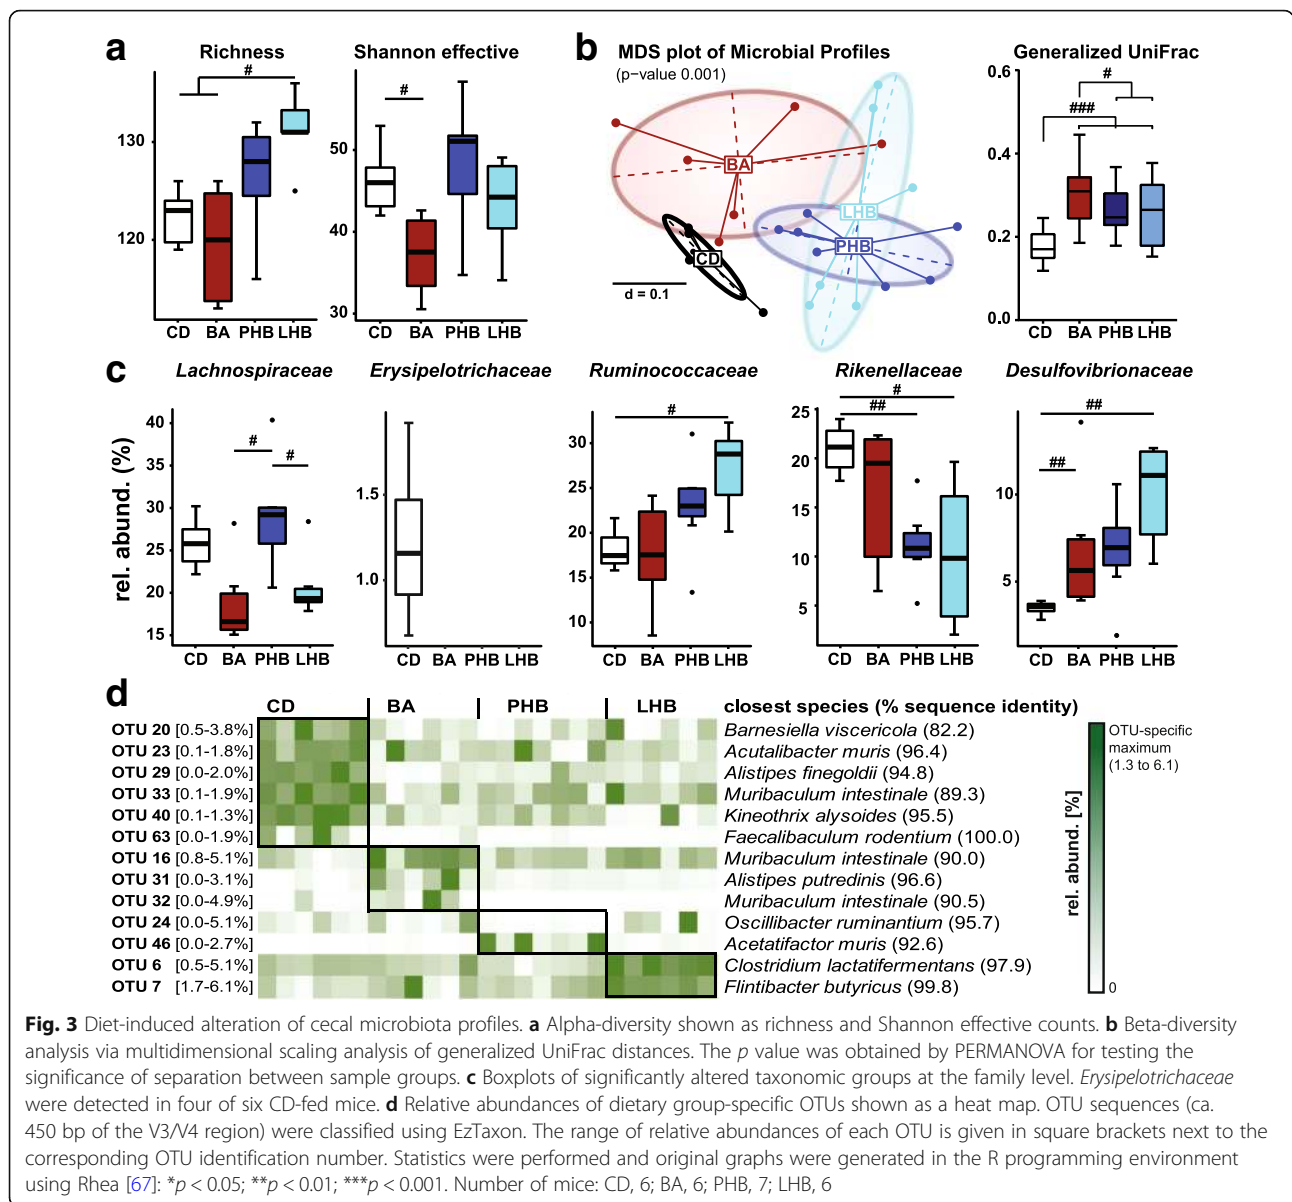 a
Richness
#
130
120
CD BA PHB LHB
Shannon effective
#
50
40
30
CD BA PHB LHB
b
MDS plot of Microbial Profiles
(p−value 0.001)
BA
LHB
PHB
CD
d = 0.1
Generalized UniFrac
0.6
#
###
0.4
0.2
0.0
CD BA PHB LHB
c
rel. abund. (%)
Lachnospiraceae
40
35
# #
30
25
20
15
CD BA PHB LHB
Erysipelotrichaceae
1.5
1.0
CD BA PHB LHB
Ruminococcaceae
#
30
25
20
15
10
CD BA PHB LHB
Rikenellaceae
#
##
25
20
15
10
5
CD BA PHB LHB
Desulfovibrionaceae
##
##
10
5
CD BA PHB LHB
d
CD BA PHB LHB closest species (% sequence identity)
OTU 20 [0.5-3.8%] Barnesiella viscericola (82.2)
OTU 23 [0.1-1.8%] Acutalibacter muris (96.4)
OTU 29 [0.0-2.0%] Alistipes finegoldii (94.8)
OTU 33 [0.1-1.9%] Muribaculum intestinale (89.3)
OTU 40 [0.1-1.3%] Kineothrix alysoides (95.5)
OTU 63 [0.0-1.9%] Faecalibaculum rodentium (100.0)
OTU 16 [0.8-5.1%] Muribaculum intestinale (90.0)
OTU 31 [0.0-3.1%] Alistipes putredinis (96.6)
OTU 32 [0.0-4.9%] Muribaculum intestinale (90.5)
OTU 24 [0.0-5.1%] Oscillibacter ruminantium (95.7)
OTU 46 [0.0-2.7%] Acetatifactor muris (92.6)
OTU 6 [0.5-5.1%] Clostridium lactatifermentans (97.9)
OTU 7 [1.7-6.1%] Flintibacter butyricus (99.8)
rel. abund. [%]
OTU-specific
maximum
(1.3 to 6.1)
0
Fig. 3 Diet-induced alteration of cecal microbiota profiles. a Alpha-diversity shown as richness and Shannon effective counts. b Beta-diversity
analysis via multidimensional scaling analysis of generalized UniFrac distances. The p value was obtained by PERMANOVA for testing the
significance of separation between sample groups. c Boxplots of significantly altered taxonomic groups at the family level. Erysipelotrichaceae
were detected in four of six CD-fed mice. d Relative abundances of dietary group-specific OTUs shown as a heat map. OTU sequences (ca.
450 bp of the V3/V4 region) were classified using EzTaxon. The range of relative abundances of each OTU is given in square brackets next to the
corresponding OTU identification number. Statistics were performed and original graphs were generated in the R programming environment
using Rhea [67]: *p < 0.05; **p < 0.01; ***p < 0.001. Number of mice: CD, 6; BA, 6; PHB, 7; LHB, 6